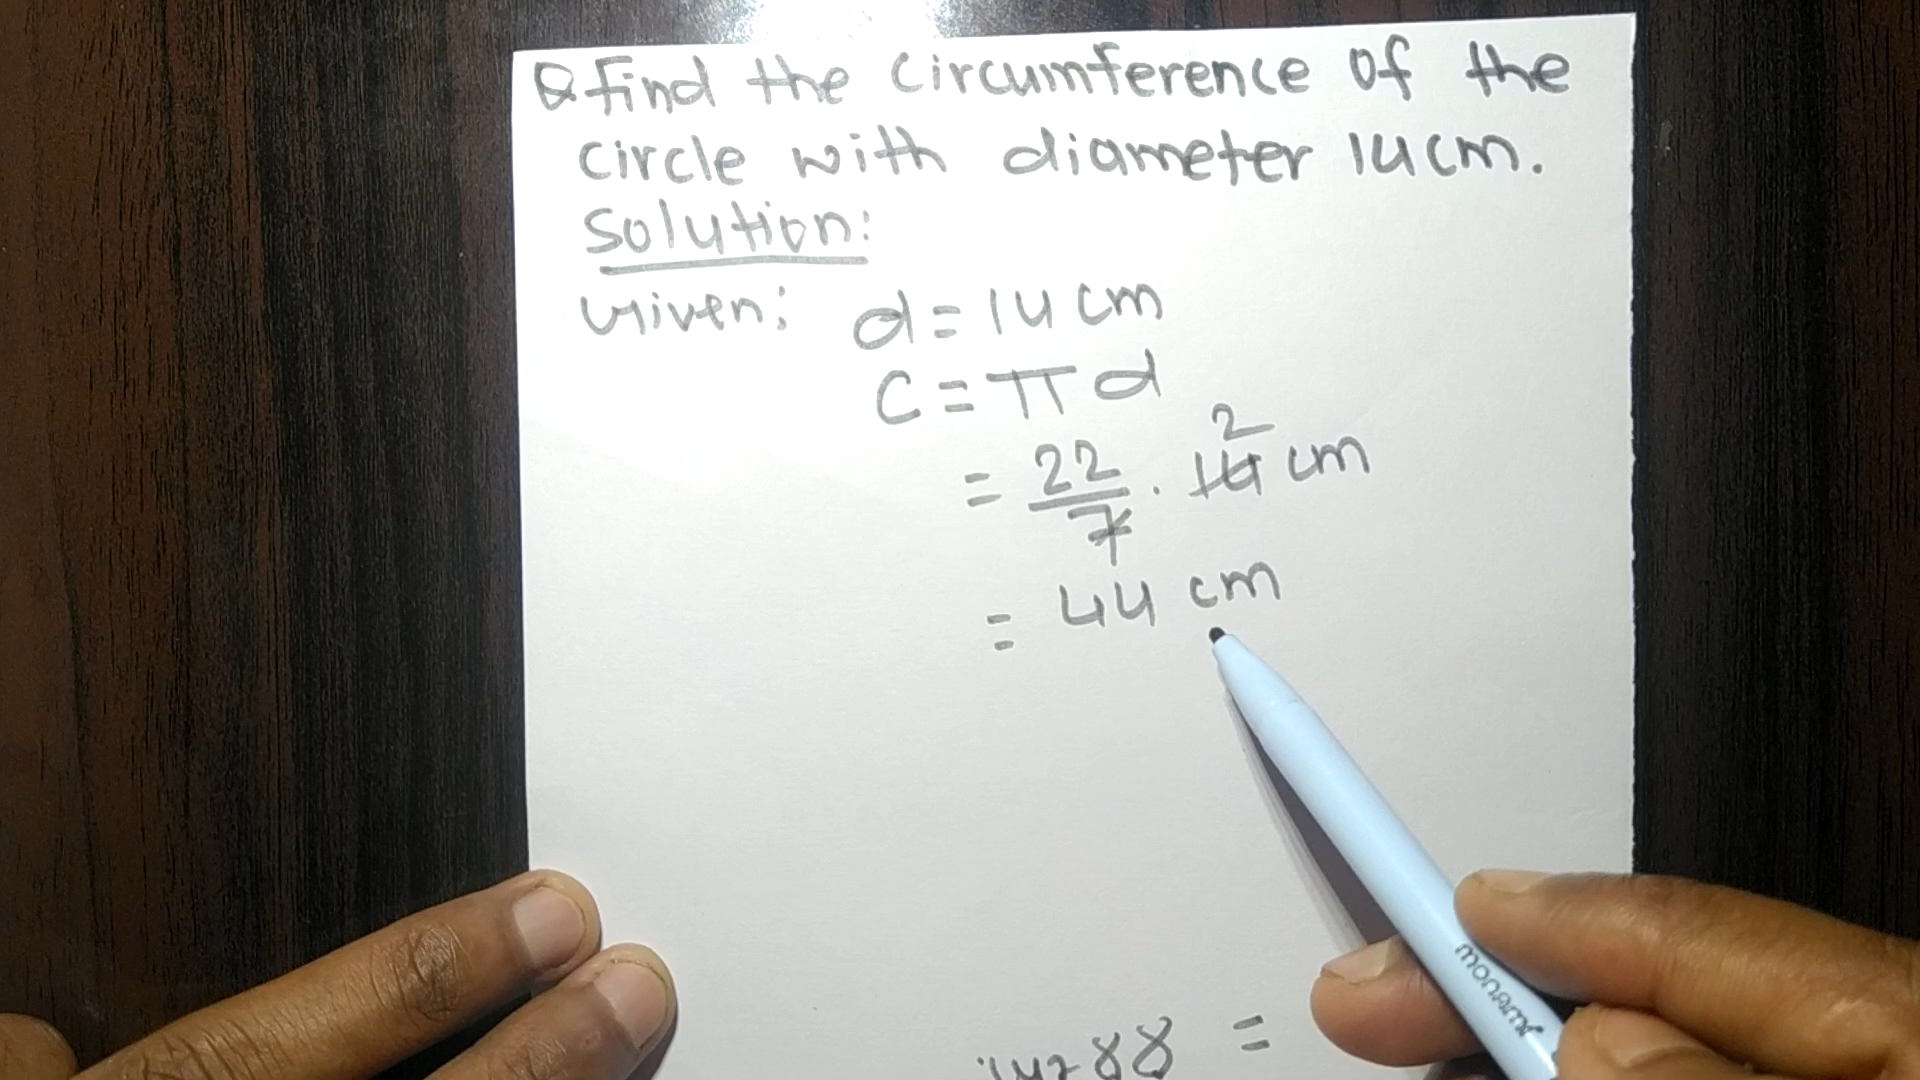 Q Find the circumference of the
circle with diameter 14cm.
Solution:
Given: d = 14 cm
C = π d
= 22/7 . 14 cm
2
= 44 cm
monami
=